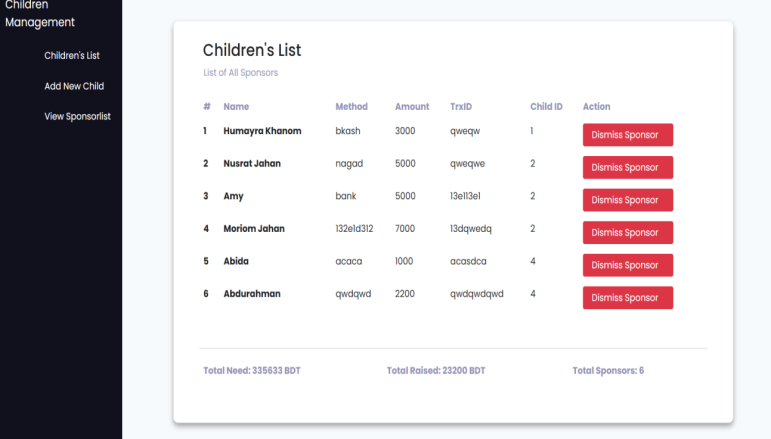 Children
Management
Children's List
Add New Child
View Sponsorlist
Children's List
List of All Sponsors
# Name Method Amount TrxID Child ID Action
1 Humayra Khanom bkash 3000 qweqw 1 Dismiss Sponsor
2 Nusrat Jahan nagad 5000 qweqwe 2 Dismiss Sponsor
3 Amy bank 5000 13e113e1 2 Dismiss Sponsor
4 Moriom Jahan 132e1d312 7000 13dqwedq 2 Dismiss Sponsor
5 Abida acaca 1000 acasdca 4 Dismiss Sponsor
6 Abdurahman qwdqwd 2200 qwdqwdqwd 4 Dismiss Sponsor
Total Need: 335633 BDT Total Raised: 23200 BDT Total Sponsors: 6